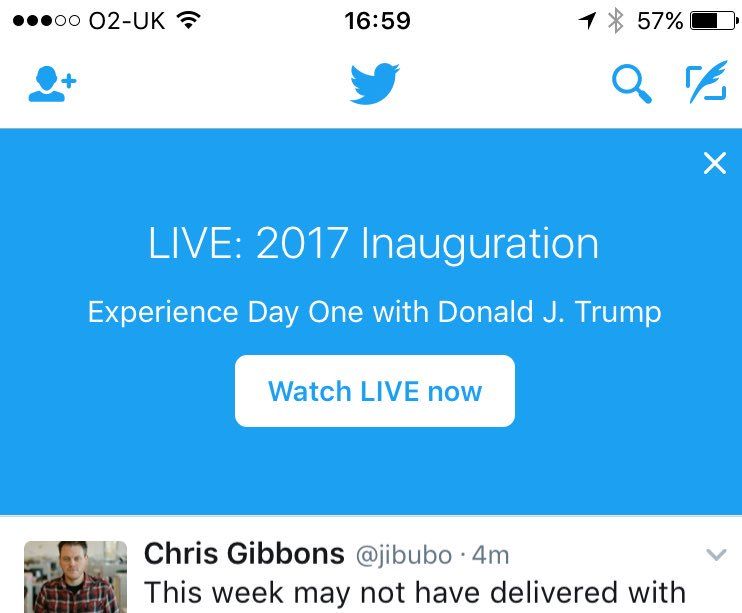 O2-UK 16:59 57%
LIVE: 2017 Inauguration
Experience Day One with Donald J. Trump
Watch LIVE now
Chris Gibbons @jibubo · 4m
This week may not have delivered with